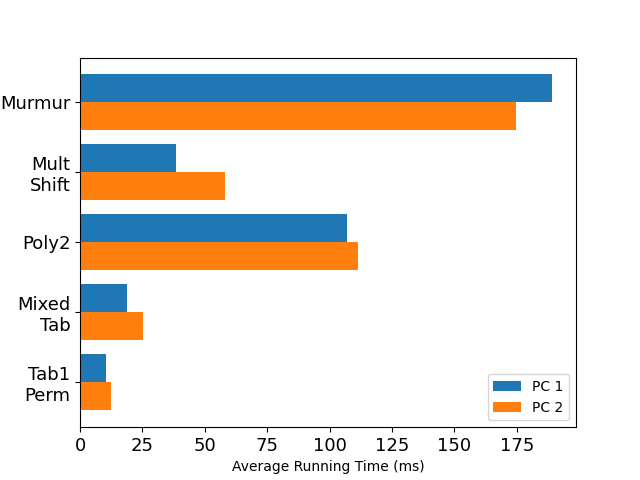 Murmur
Mult
Shift
Poly2
Mixed
Tab
Tab1
Perm
PC 1
PC 2
0 25 50 75 100 125 150 175
Average Running Time (ms)